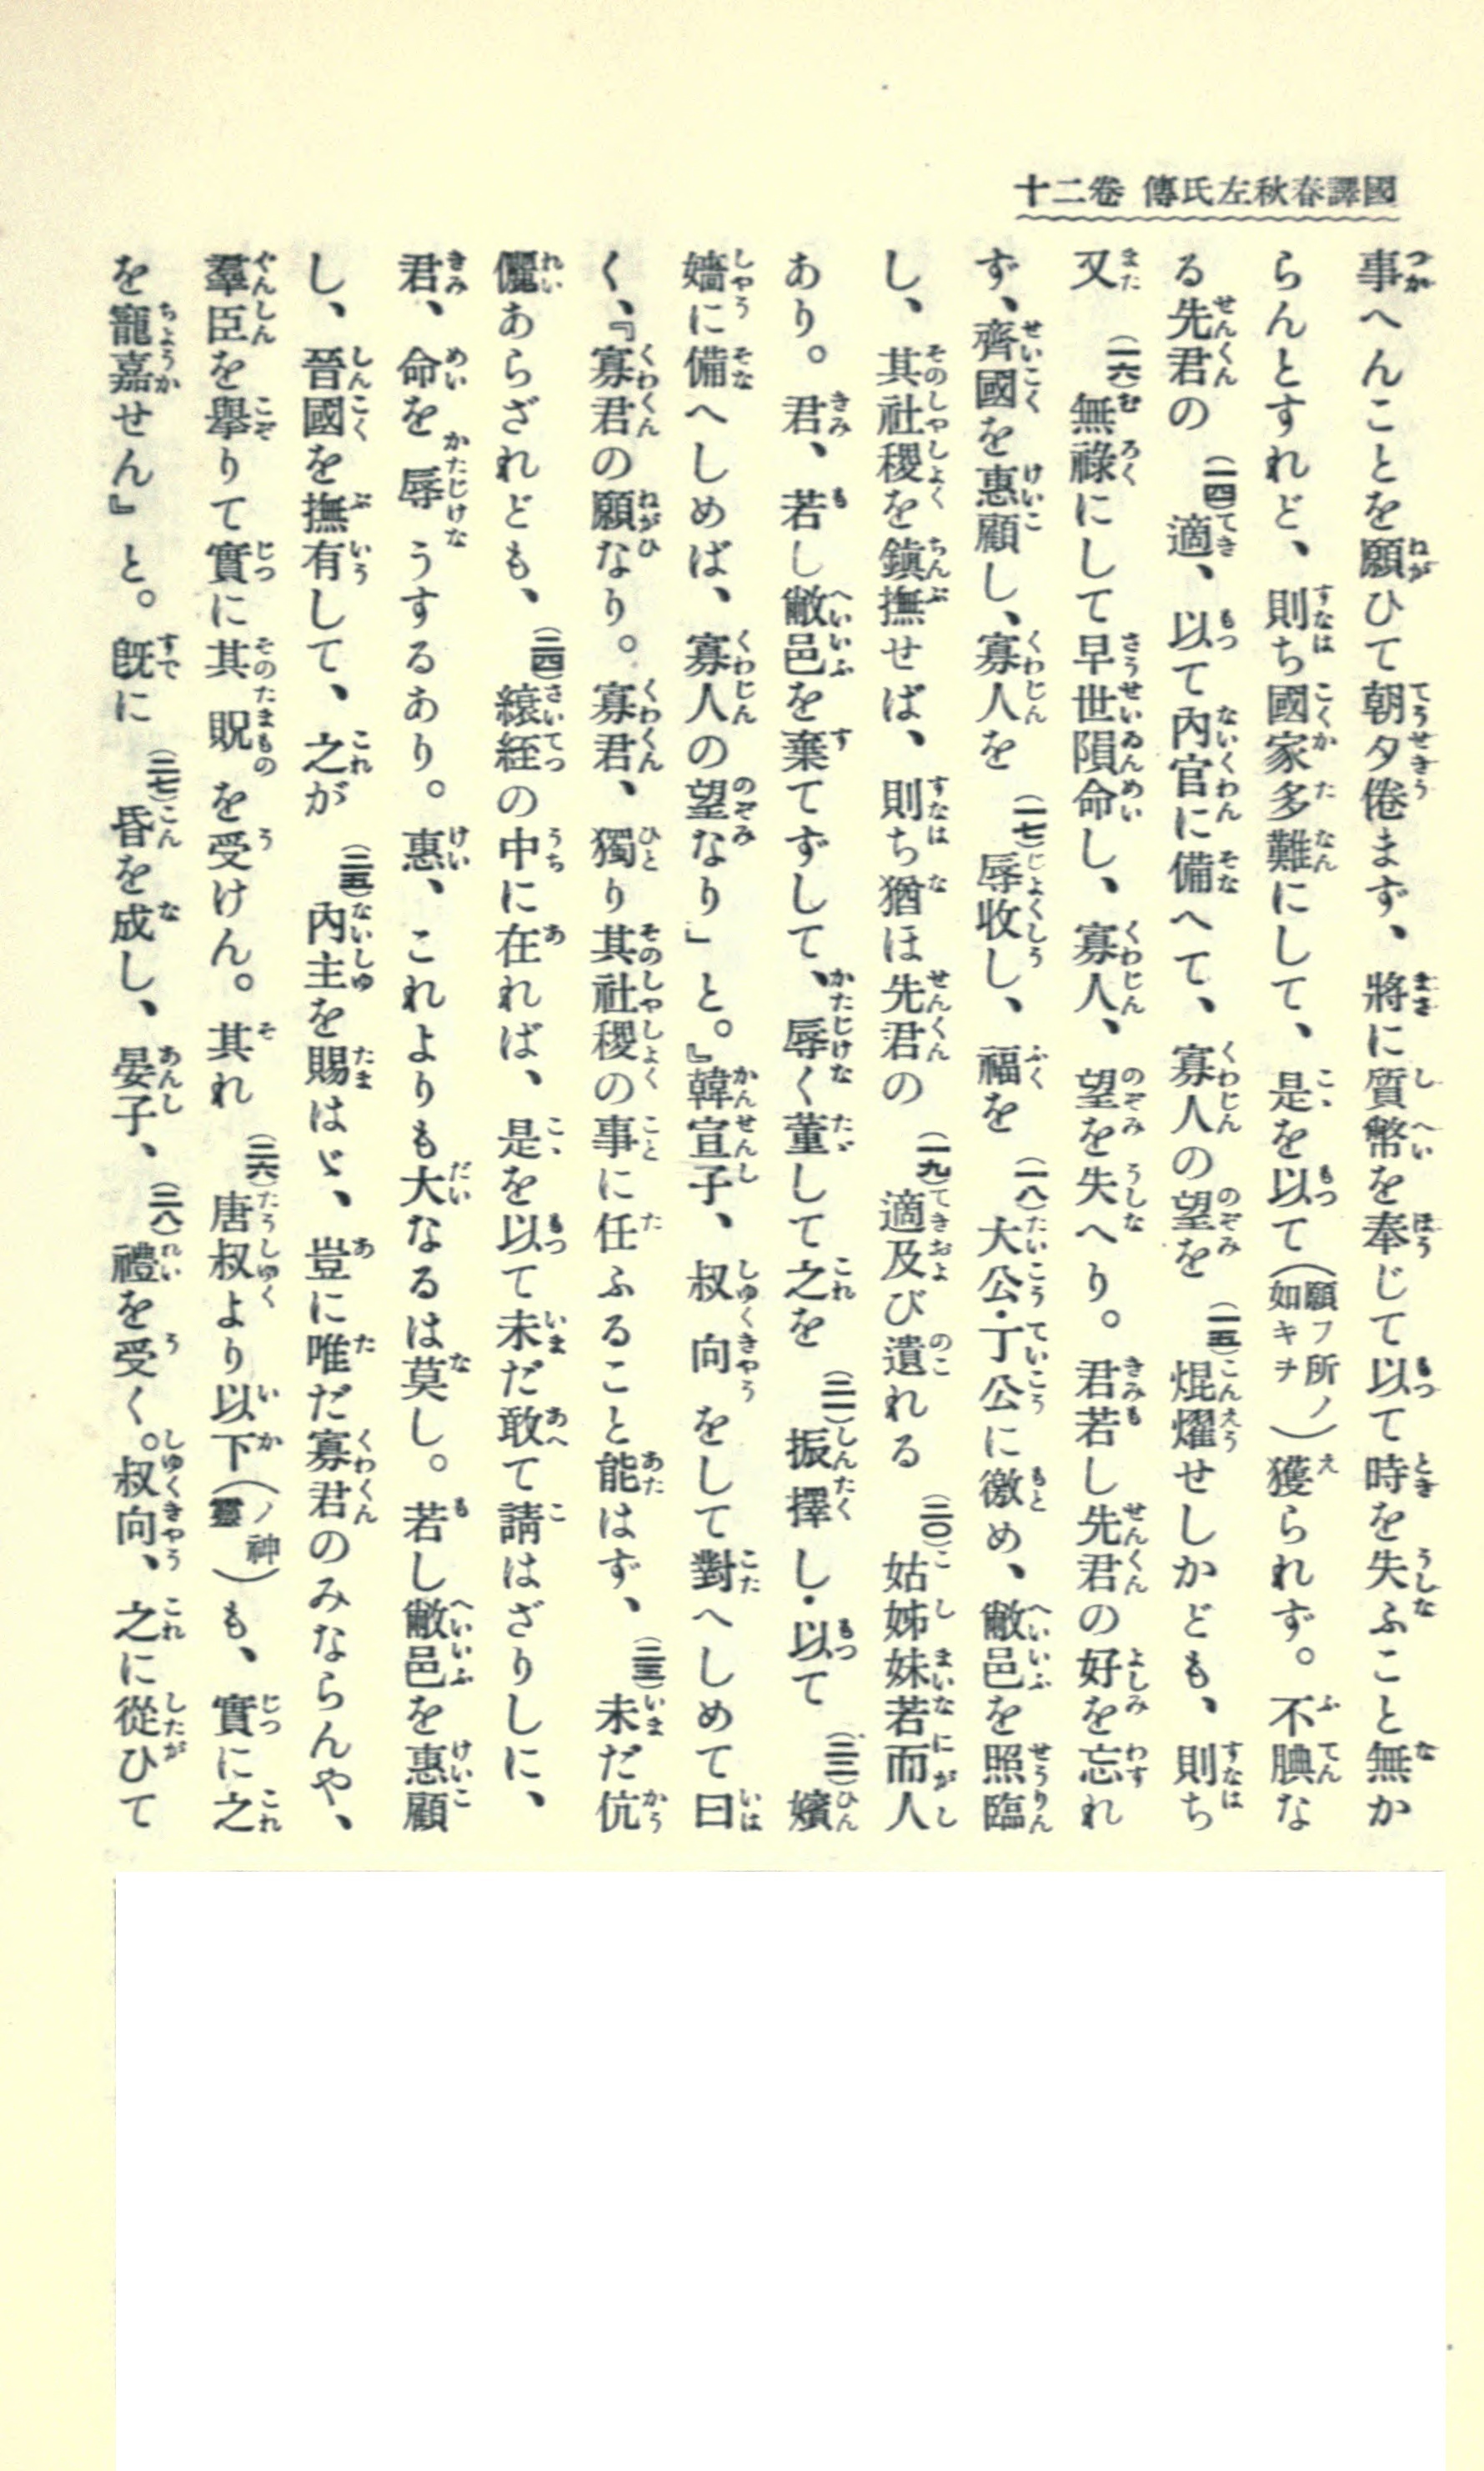 國譯春秋左氏傳 卷二十
事へんことを願ひて朝夕倦まず、將に質幣を奉じて以て時を失ふこと無か
らんとすれど、則ち國家多難にして、是を以て(願フ所ノ如キヲ)獲られず。不腆な
る先君の(一四)適、以て內官に備へて、寡人の望を(一五)焜燿せしかども、則ち
又(一六)無祿にして早世隕命し、寡人、望を失へり。君若し先君の好を忘れ
ず、齊國を惠顧し、寡人を(一七)辱收し、福を(一八)大公・丁公に徼め、敝邑を照臨
し、其社稷を鎭撫せば、則ち猶ほ先君の(一九)適及び遺れる(二〇)姑姊妹若而人
あり。君、若し敝邑を棄てずして、辱く董して之を(二一)振擇し・以て(二二)嬪
嬙に備へしめば、寡人の望なり」と。』韓宣子、叔向をして對へしめて曰
く、『寡君の願なり。寡君、獨り其社稷の事に任ふること能はず、(二三)未だ伉
儷あらざれども、(二四)縗絰の中に在れば、是を以て未だ敢て請はざりしに、
君、命を辱うするあり。惠、これよりも大なるは莫し。若し敝邑を惠顧
し、晉國を撫有して、之が(二五)內主を賜はゞ、豈に唯だ寡君のみならんや、
羣臣を擧りて實に其貺を受けん。其れ(二六)唐叔より以下(ノ神靈)も、實に之
を寵嘉せん』と。既に(二七)昏を成し、晏子、(二八)禮を受く。叔向、之に從ひて